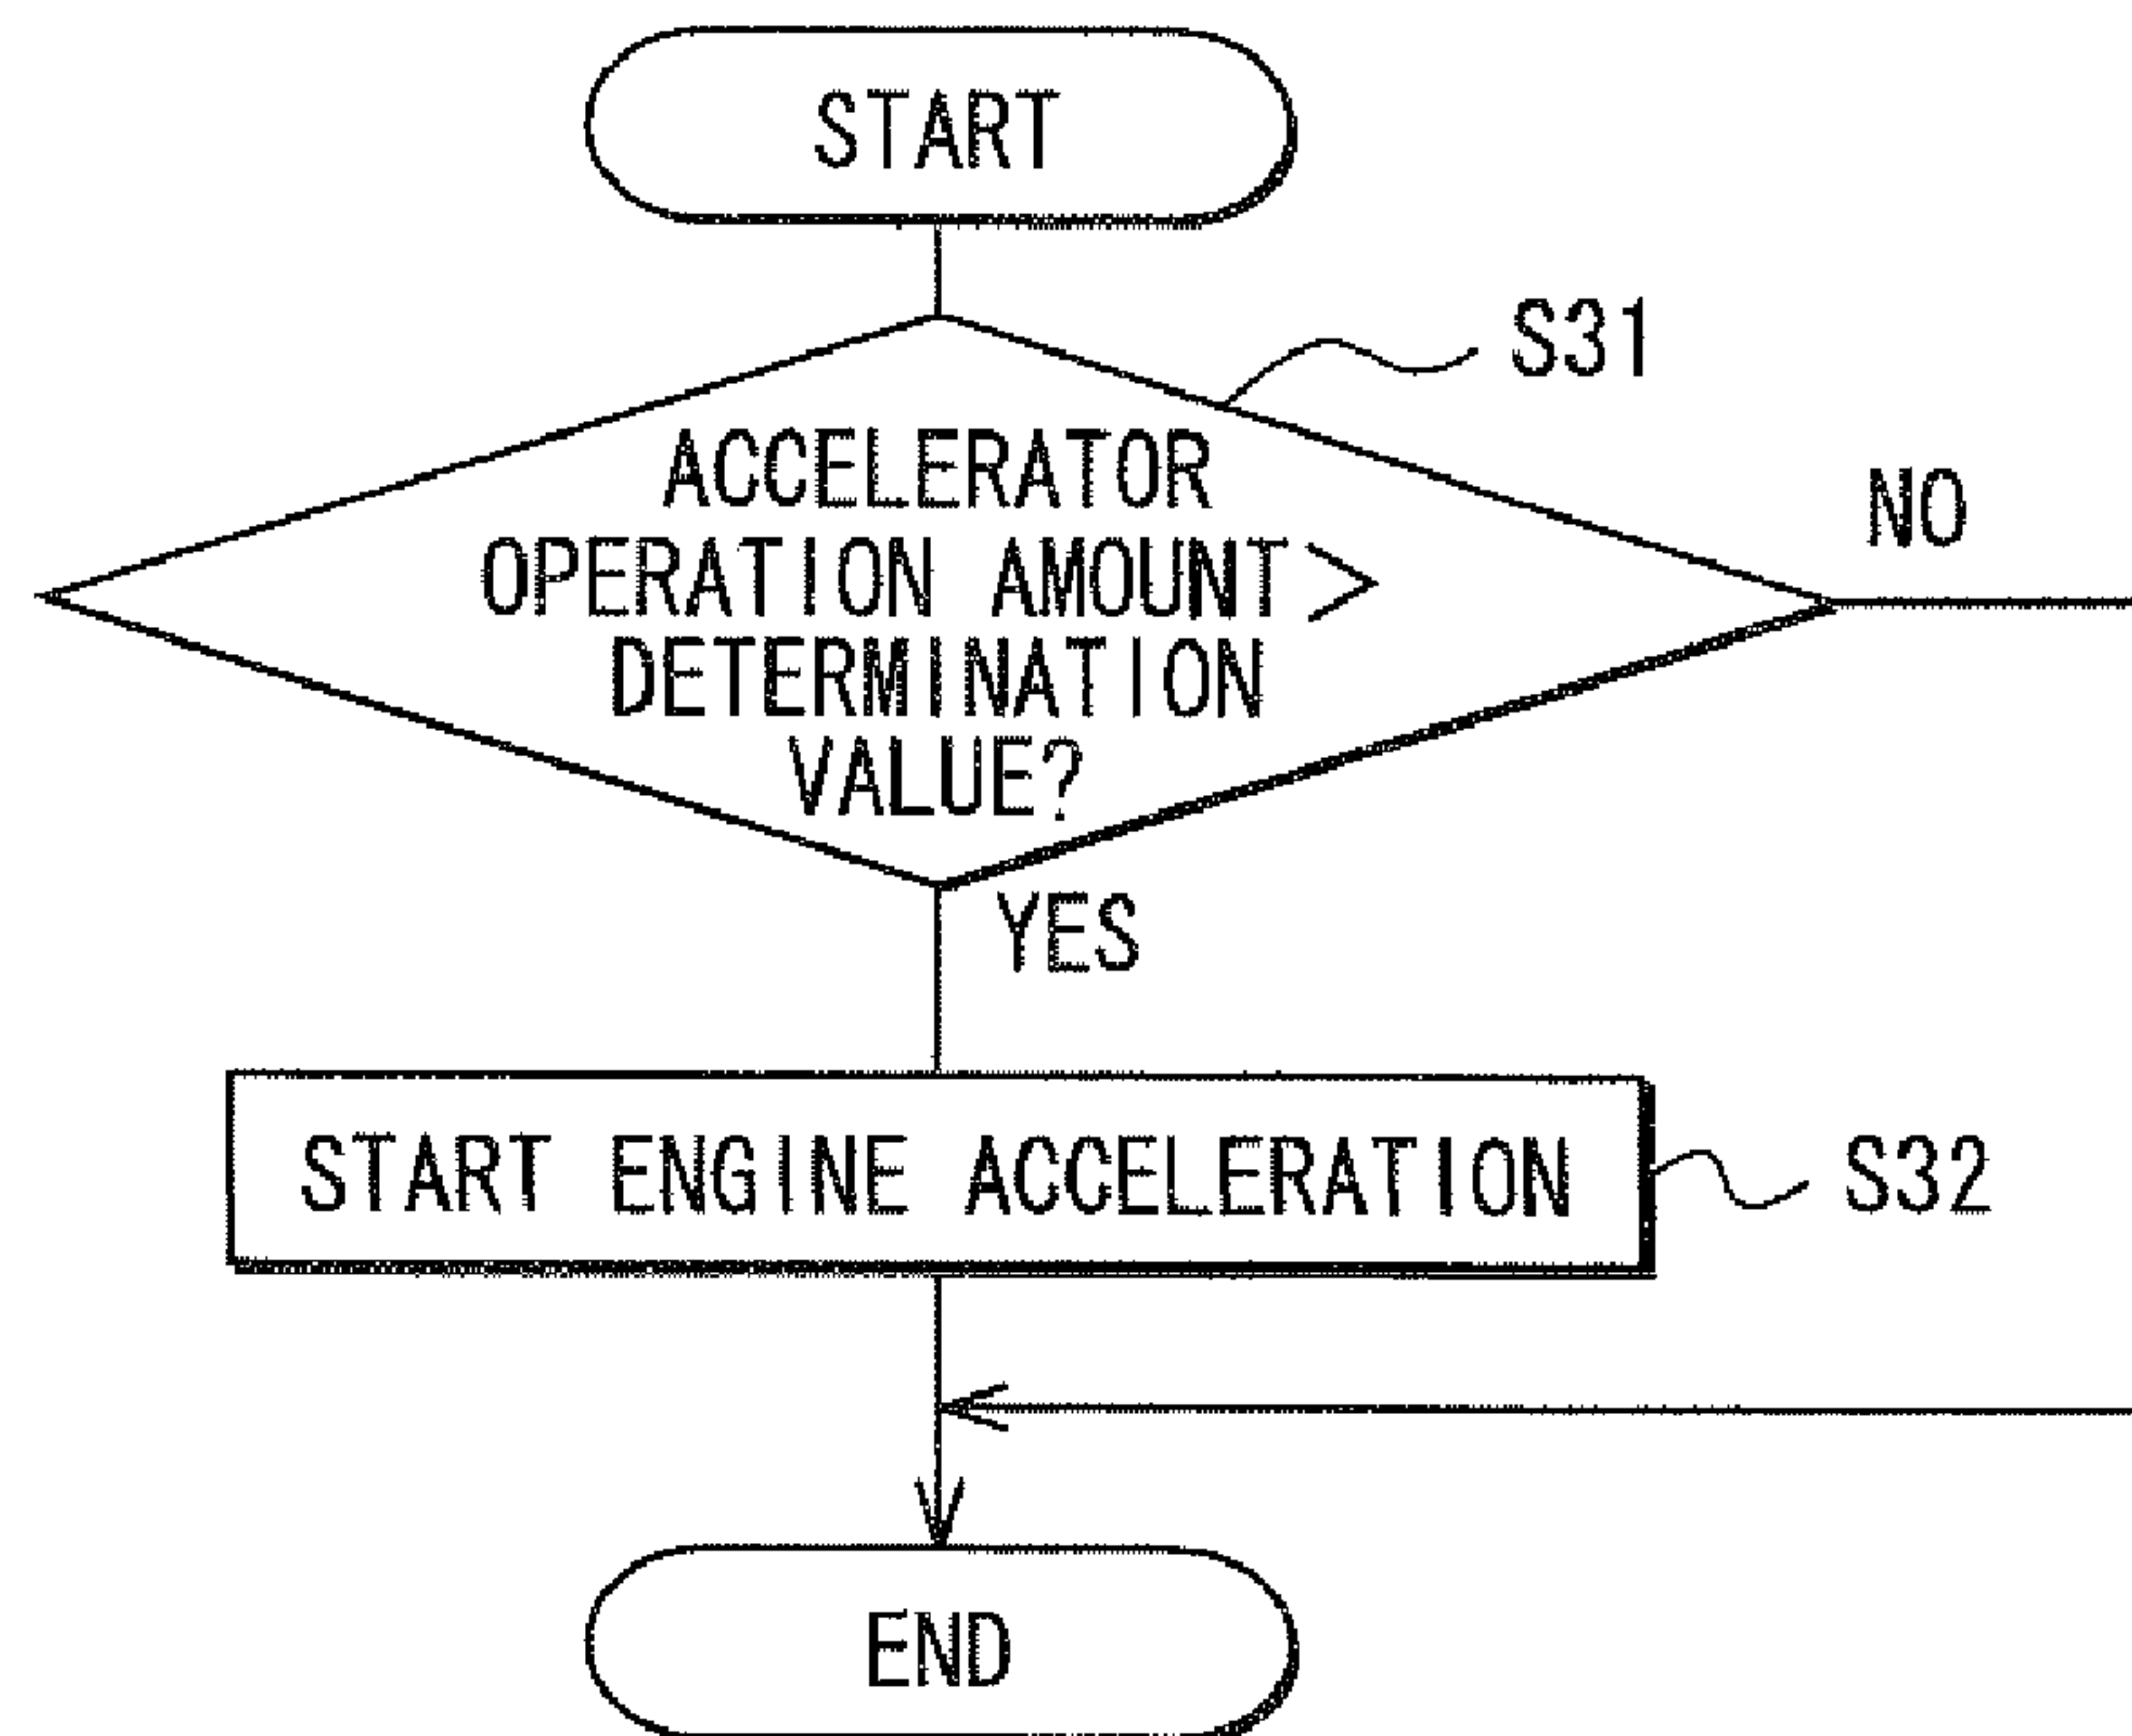 START
S31
ACCELERATOR
OPERATION AMOUNT>
DETERMINATION
VALUE?
NO
YES
START ENGINE ACCELERATION
S32
END